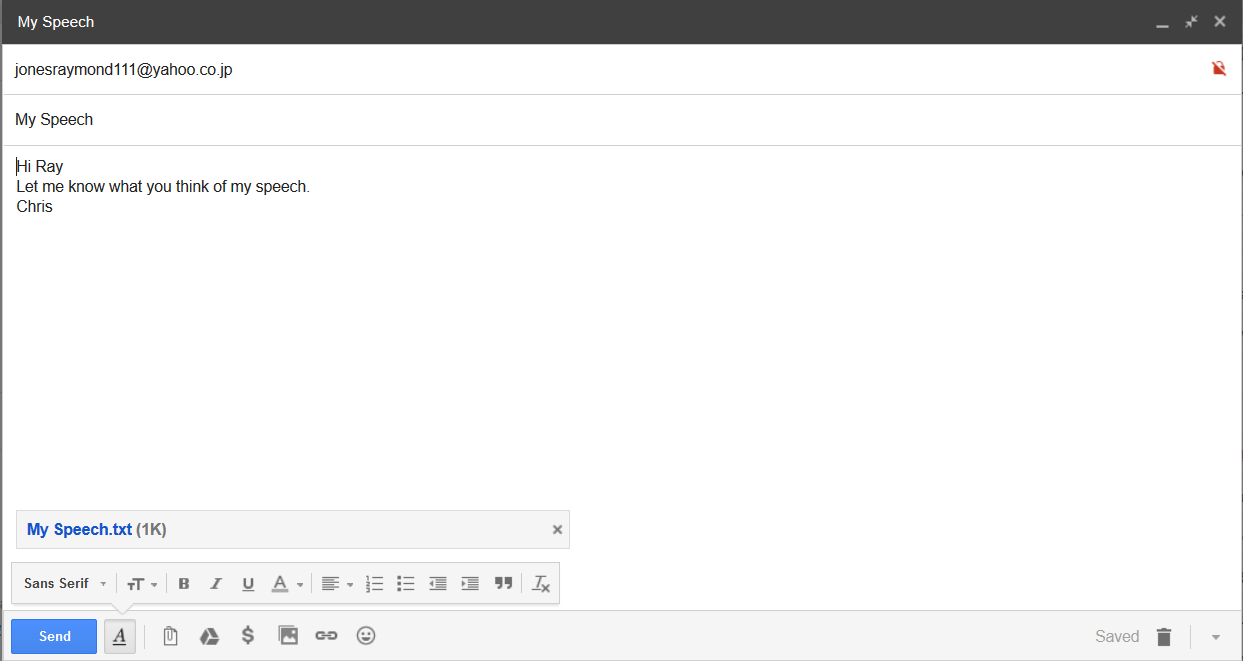 My Speech
jonesraymond111@yahoo.co.jp
My Speech
Hi Ray
Let me know what you think of my speech.
Chris
My Speech.txt (1K)
Sans Serif
Send
Saved